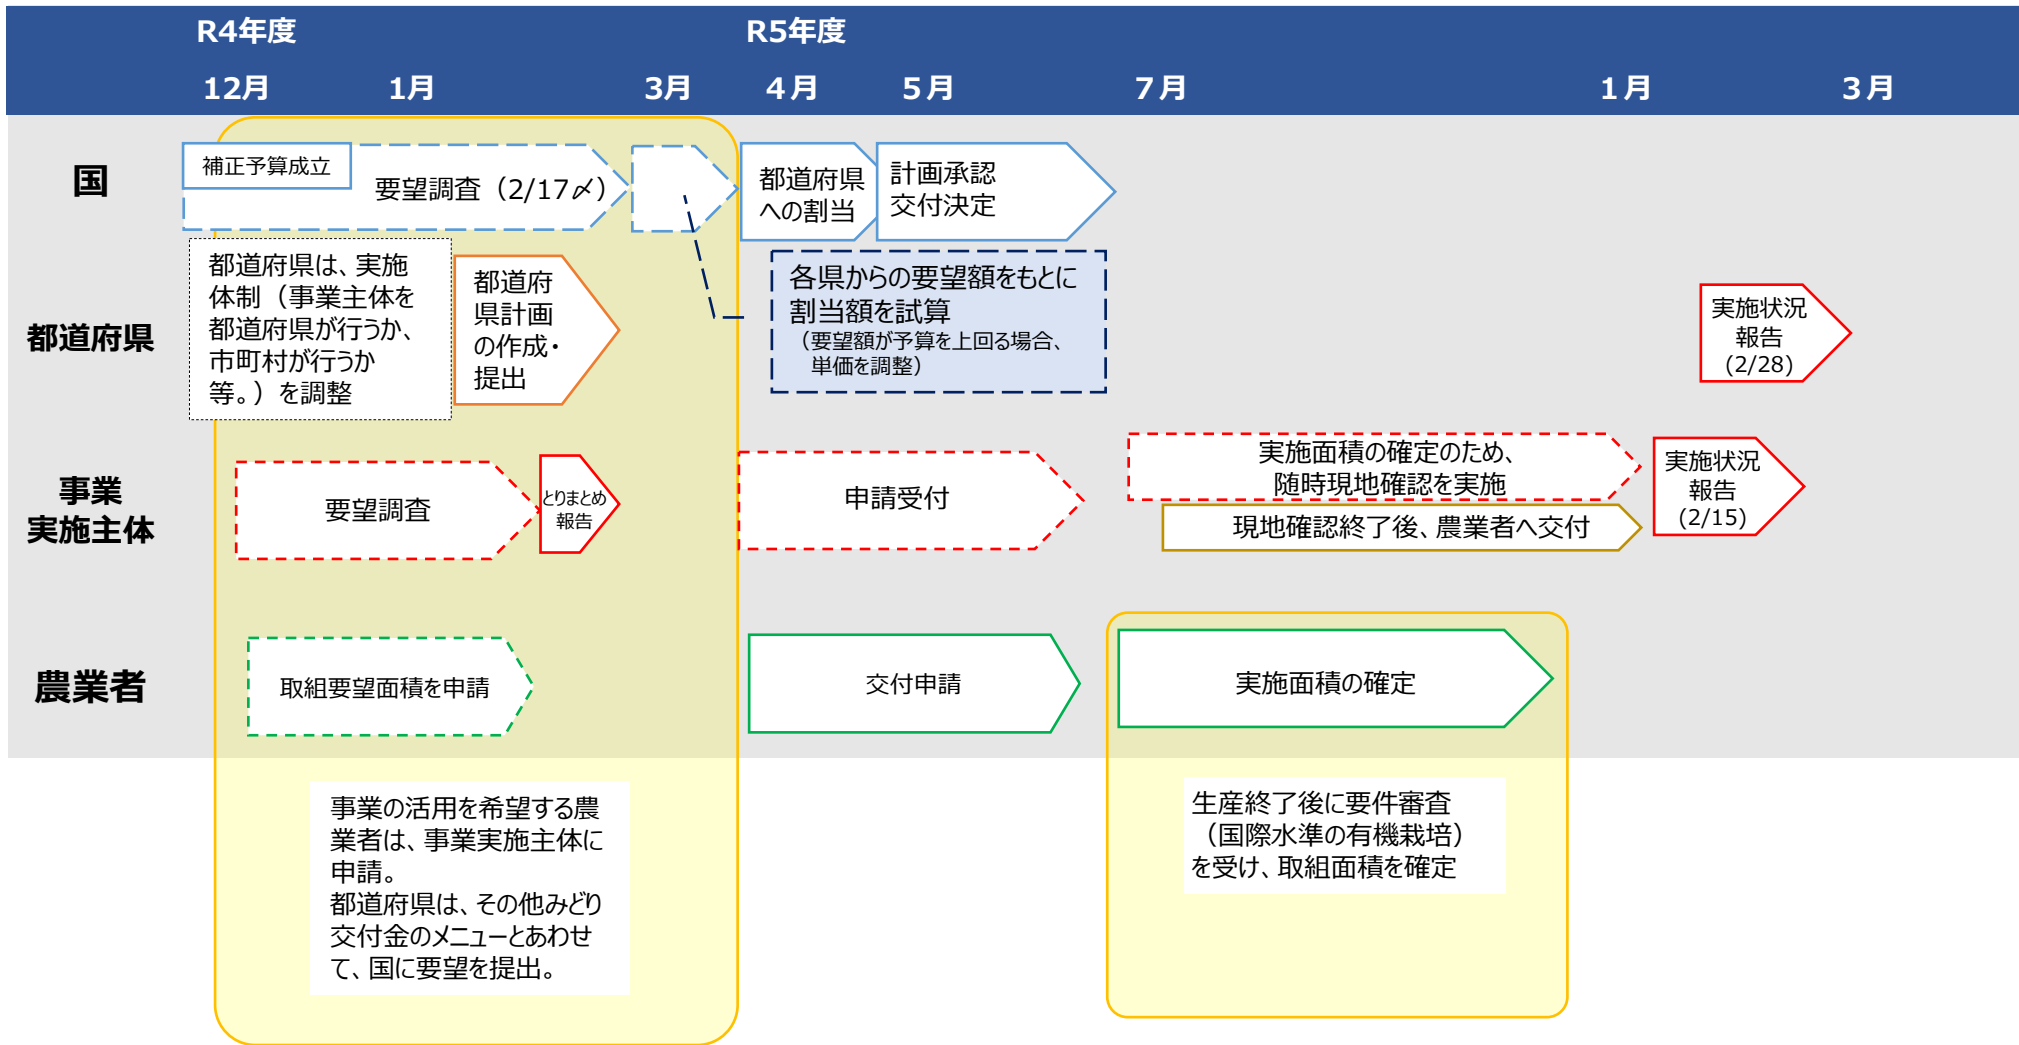 R4年度
R5年度
12月
1月
3月
4月
5月
7月
1月
3月
国
補正予算成立
要望調査（2/17〆）
都道府県
への割当
計画承認
交付決定
都道府県
都道府県は、実施
体制（事業主体を
都道府県が行うか、
市町村が行うか
等。）を調整
都道府
県計画
の作成・
提出
各県からの要望額をもとに
割当額を試算
（要望額が予算を上回る場合、
単価を調整）
実施状況
報告
(2/28)
事業
実施主体
要望調査
とりまとめ
報告
申請受付
実施面積の確定のため、
随時現地確認を実施
現地確認終了後、農業者へ交付
実施状況
報告
(2/15)
農業者
取組要望面積を申請
交付申請
実施面積の確定
事業の活用を希望する農
業者は、事業実施主体に
申請。
都道府県は、その他みどり
交付金のメニューとあわせ
て、国に要望を提出。
生産終了後に要件審査
（国際水準の有機栽培）
を受け、取組面積を確定